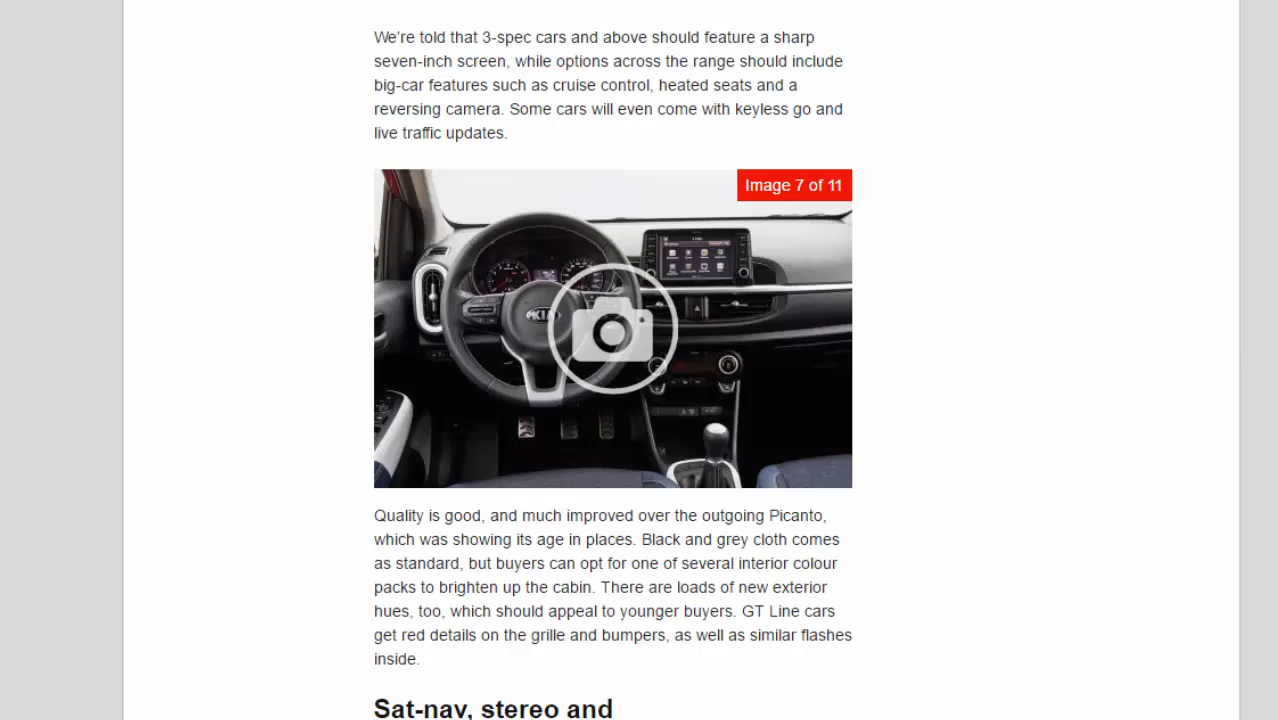 We’re told that 3-spec cars and above should feature a sharp
seven-inch screen, while options across the range should include
big-car features such as cruise control, heated seats and a
reversing camera. Some cars will even come with keyless go and
live traffic updates.
Image 7 of 11
KIA
Quality is good, and much improved over the outgoing Picanto,
which was showing its age in places. Black and grey cloth comes
as standard, but buyers can opt for one of several interior colour
packs to brighten up the cabin. There are loads of new exterior
hues, too, which should appeal to younger buyers. GT Line cars
get red details on the grille and bumpers, as well as similar flashes
inside.
Sat-nav, stereo and